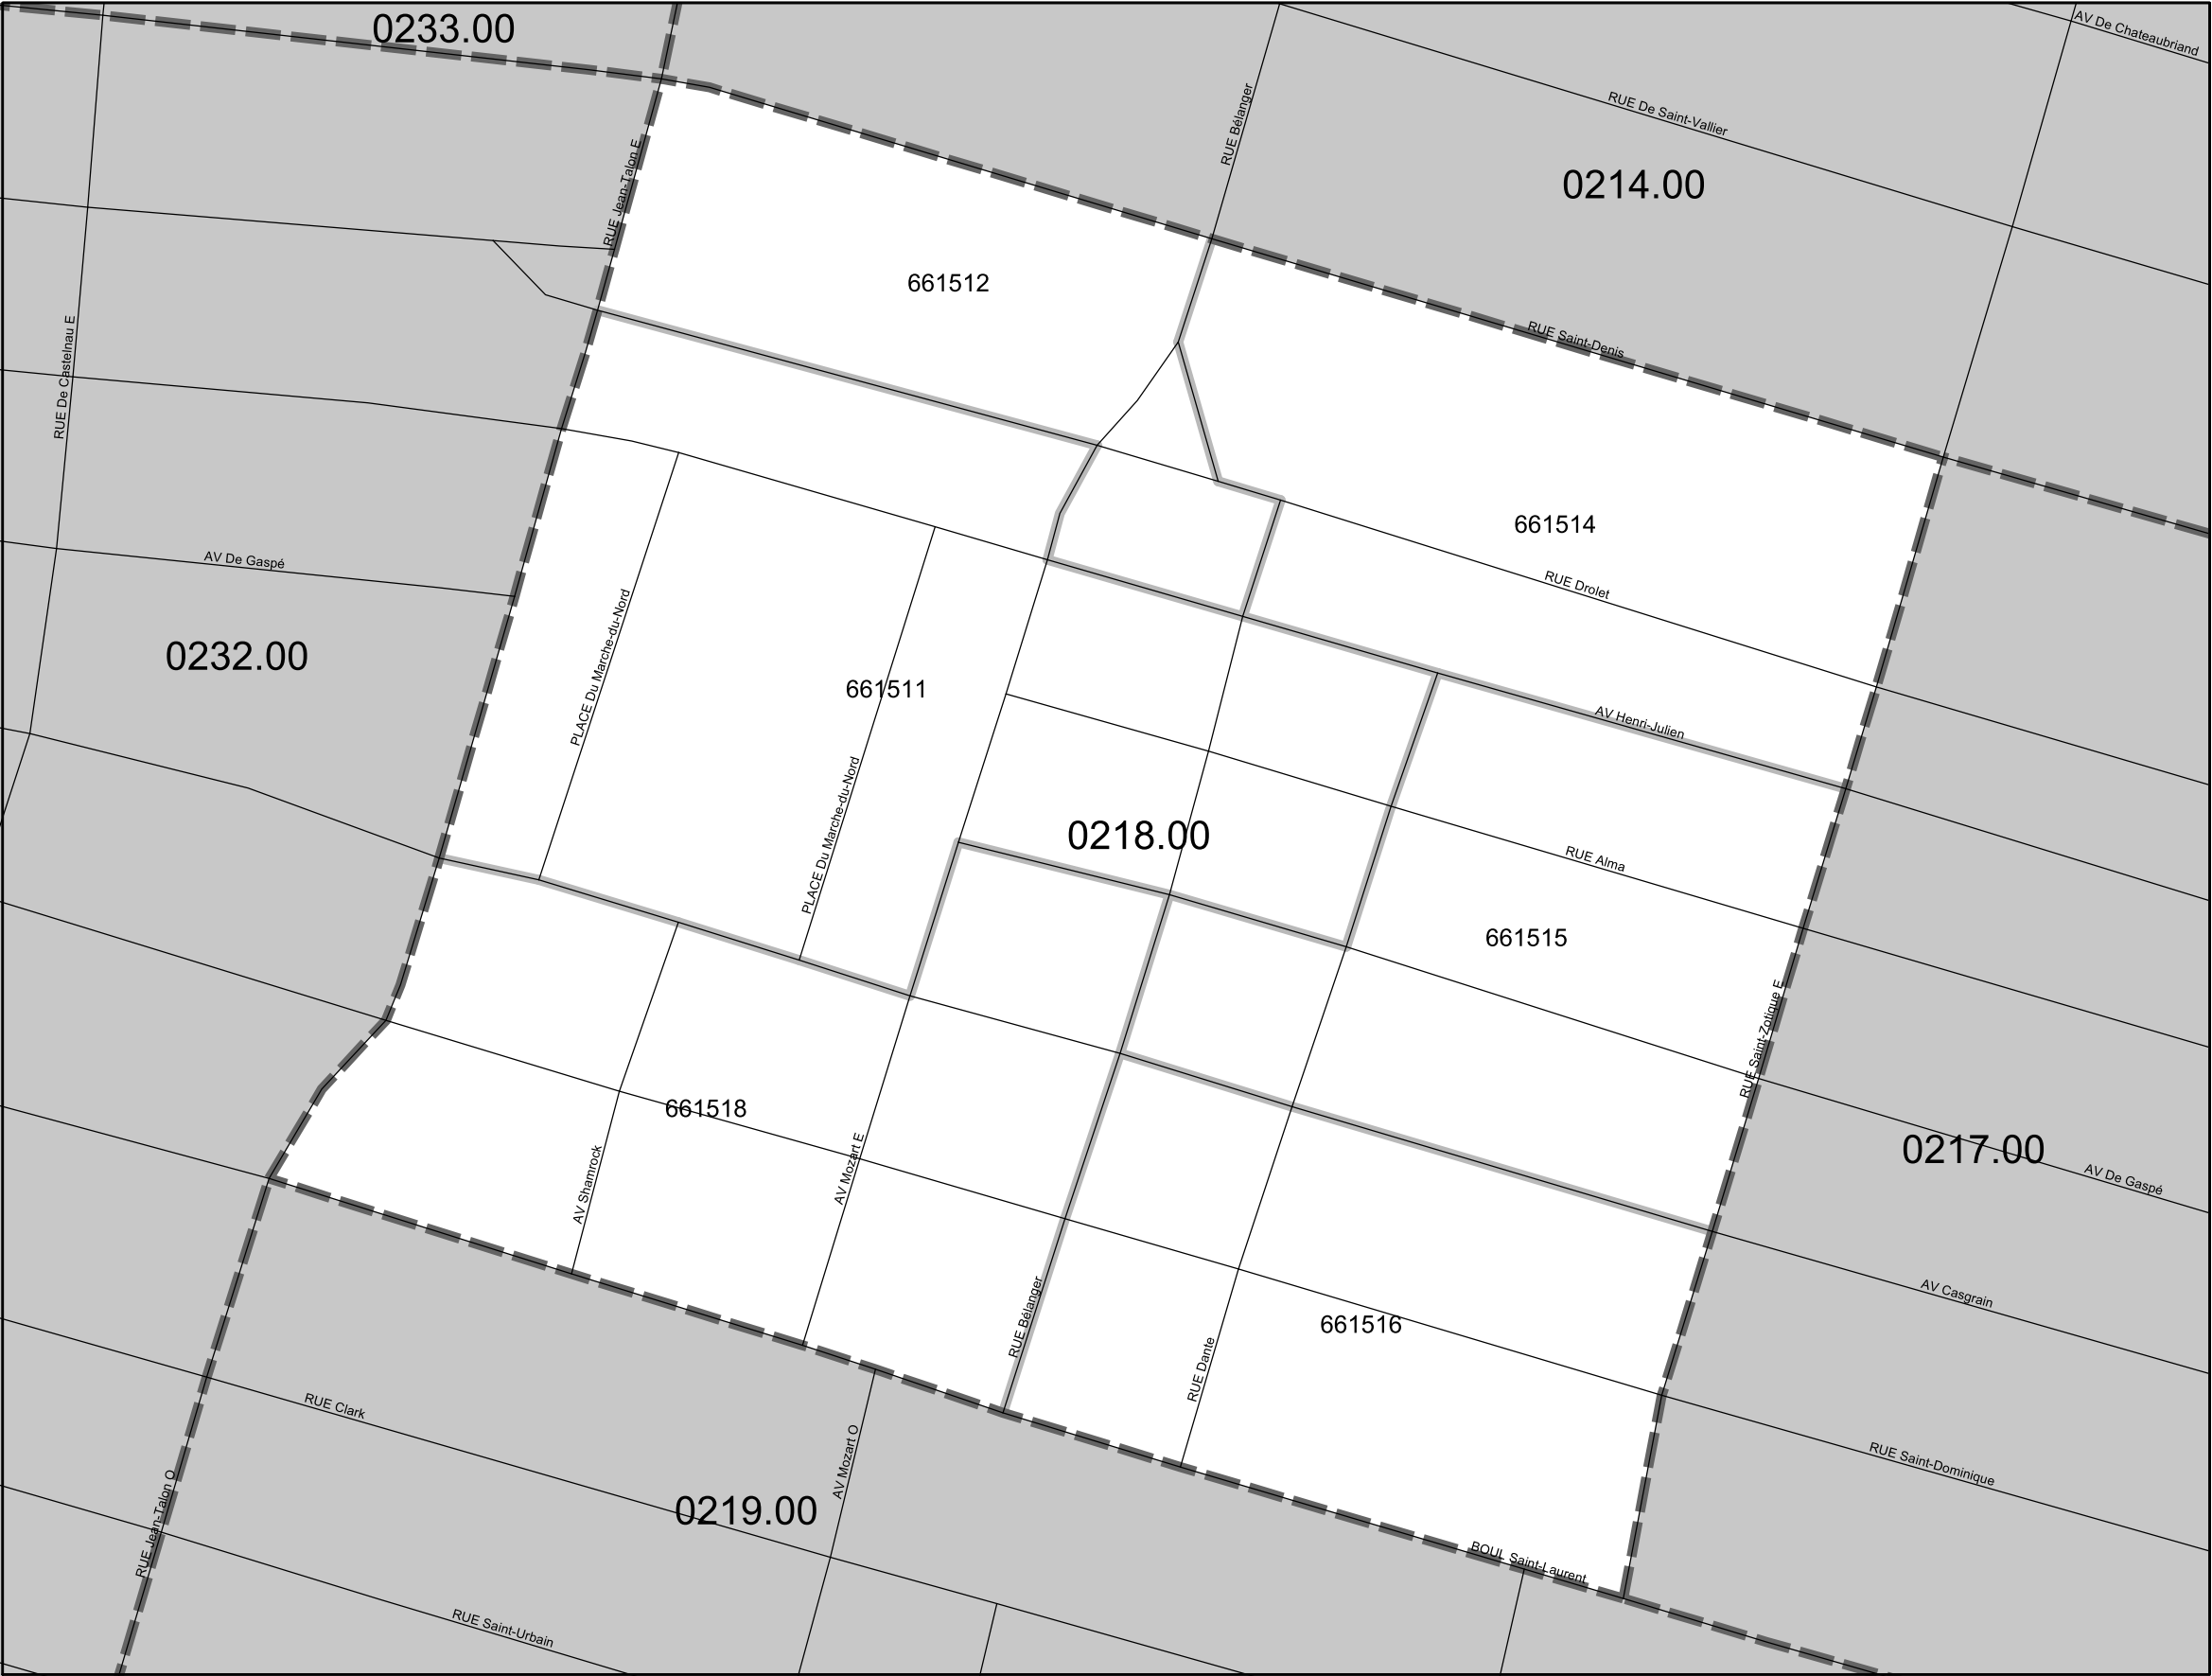 0233.00
AV De Chateaubriand
RUE Bélanger
RUE De Saint-Vallier
0214.00
RUE Jean-Talon E
661512
RUE Saint-Denis
RUE De Castelnau E
661514
AV De Gaspé
RUE Drolet
0232.00
PLACE Du Marche-du-Nord
661511
AV Henri-Julien
0218.00
PLACE Du Marche-du-Nord
RUE Alma
661515
RUE Saint-Zotique E
661518
0217.00
AV De Gaspé
AV Shamrock
AV Mozart E
AV Casgrain
RUE Bélanger
661516
RUE Dante
RUE Clark
AV Mozart O
RUE Saint-Dominique
0219.00
RUE Jean-Talon O
BOUL Saint-Laurent
RUE Saint-Urbain